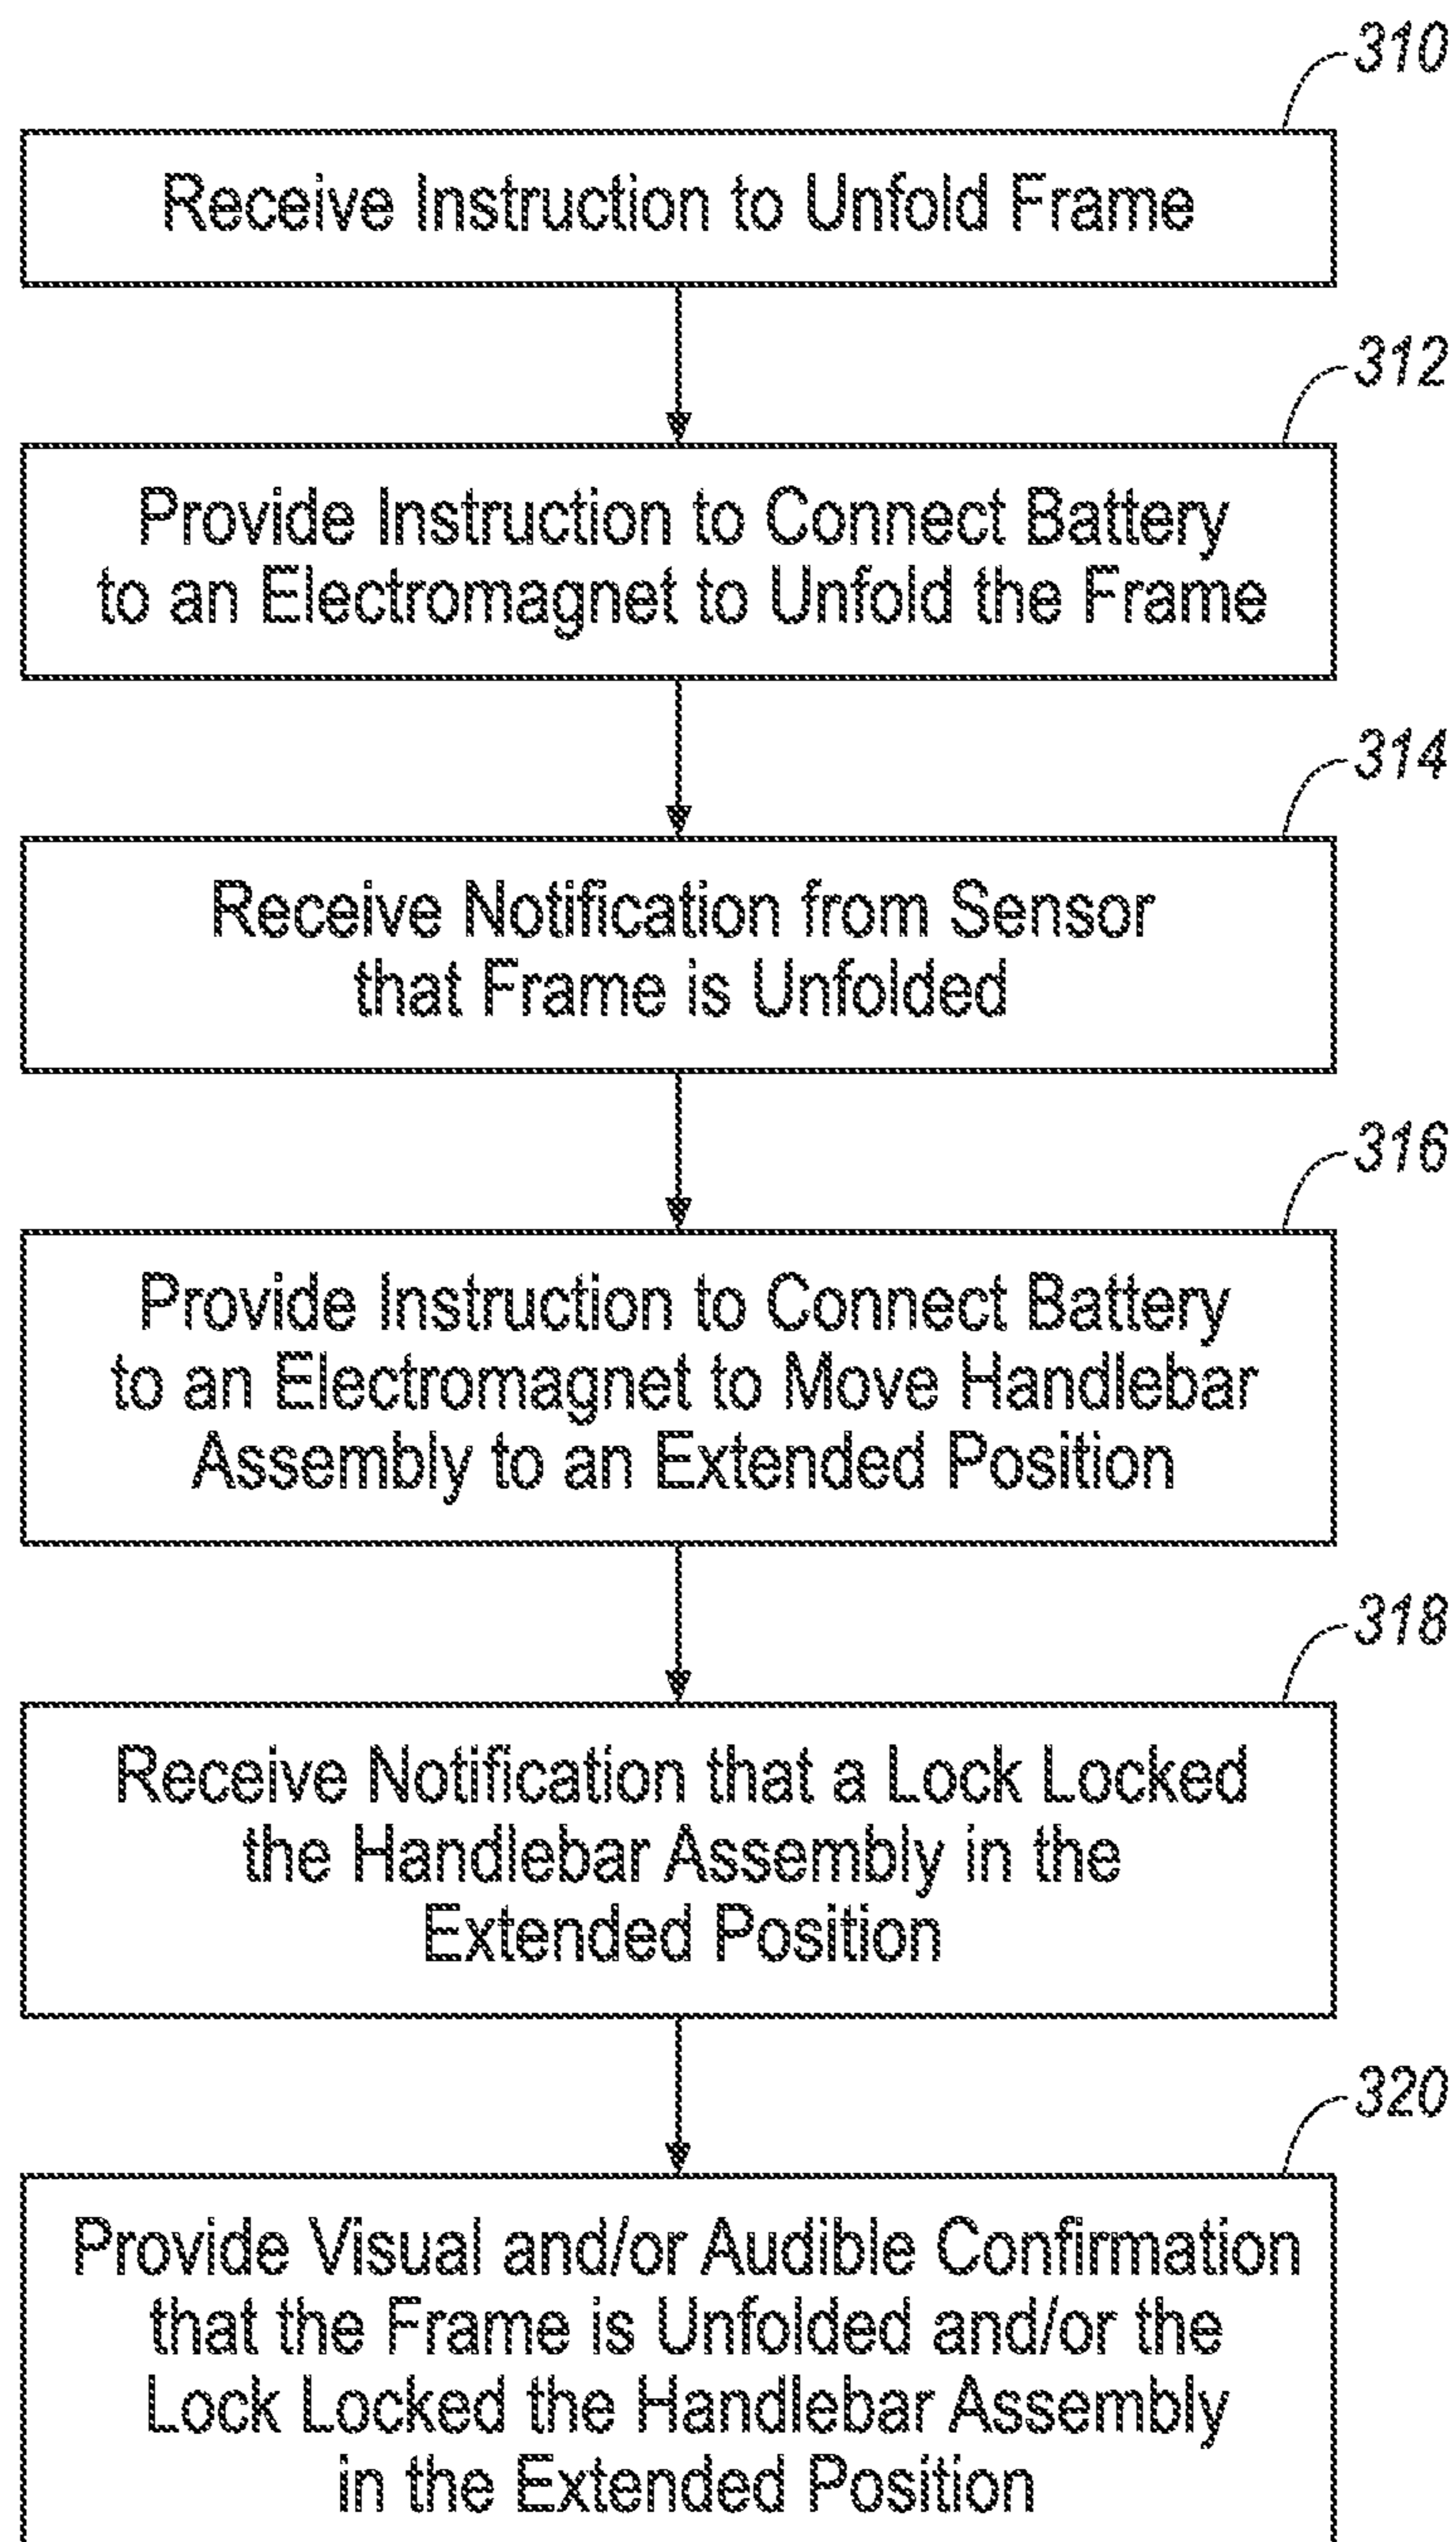 310
Receive Instruction to Unfold Frame
312
Provide Instruction to Connect Battery
to an Electromagnet to Unfold the Frame
314
Receive Notification from Sensor
that Frame is Unfolded
316
Provide Instruction to Connect Battery
to an Electromagnet to Move Handlebar
Assembly to an Extended Position
318
Receive Notification that a Lock Locked
the Handlebar Assembly in the
Extended Position
320
Provide Visual and/or Audible Confirmation
that the Frame is Unfolded and/or the
Lock Locked the Handlebar Assembly
in the Extended Position